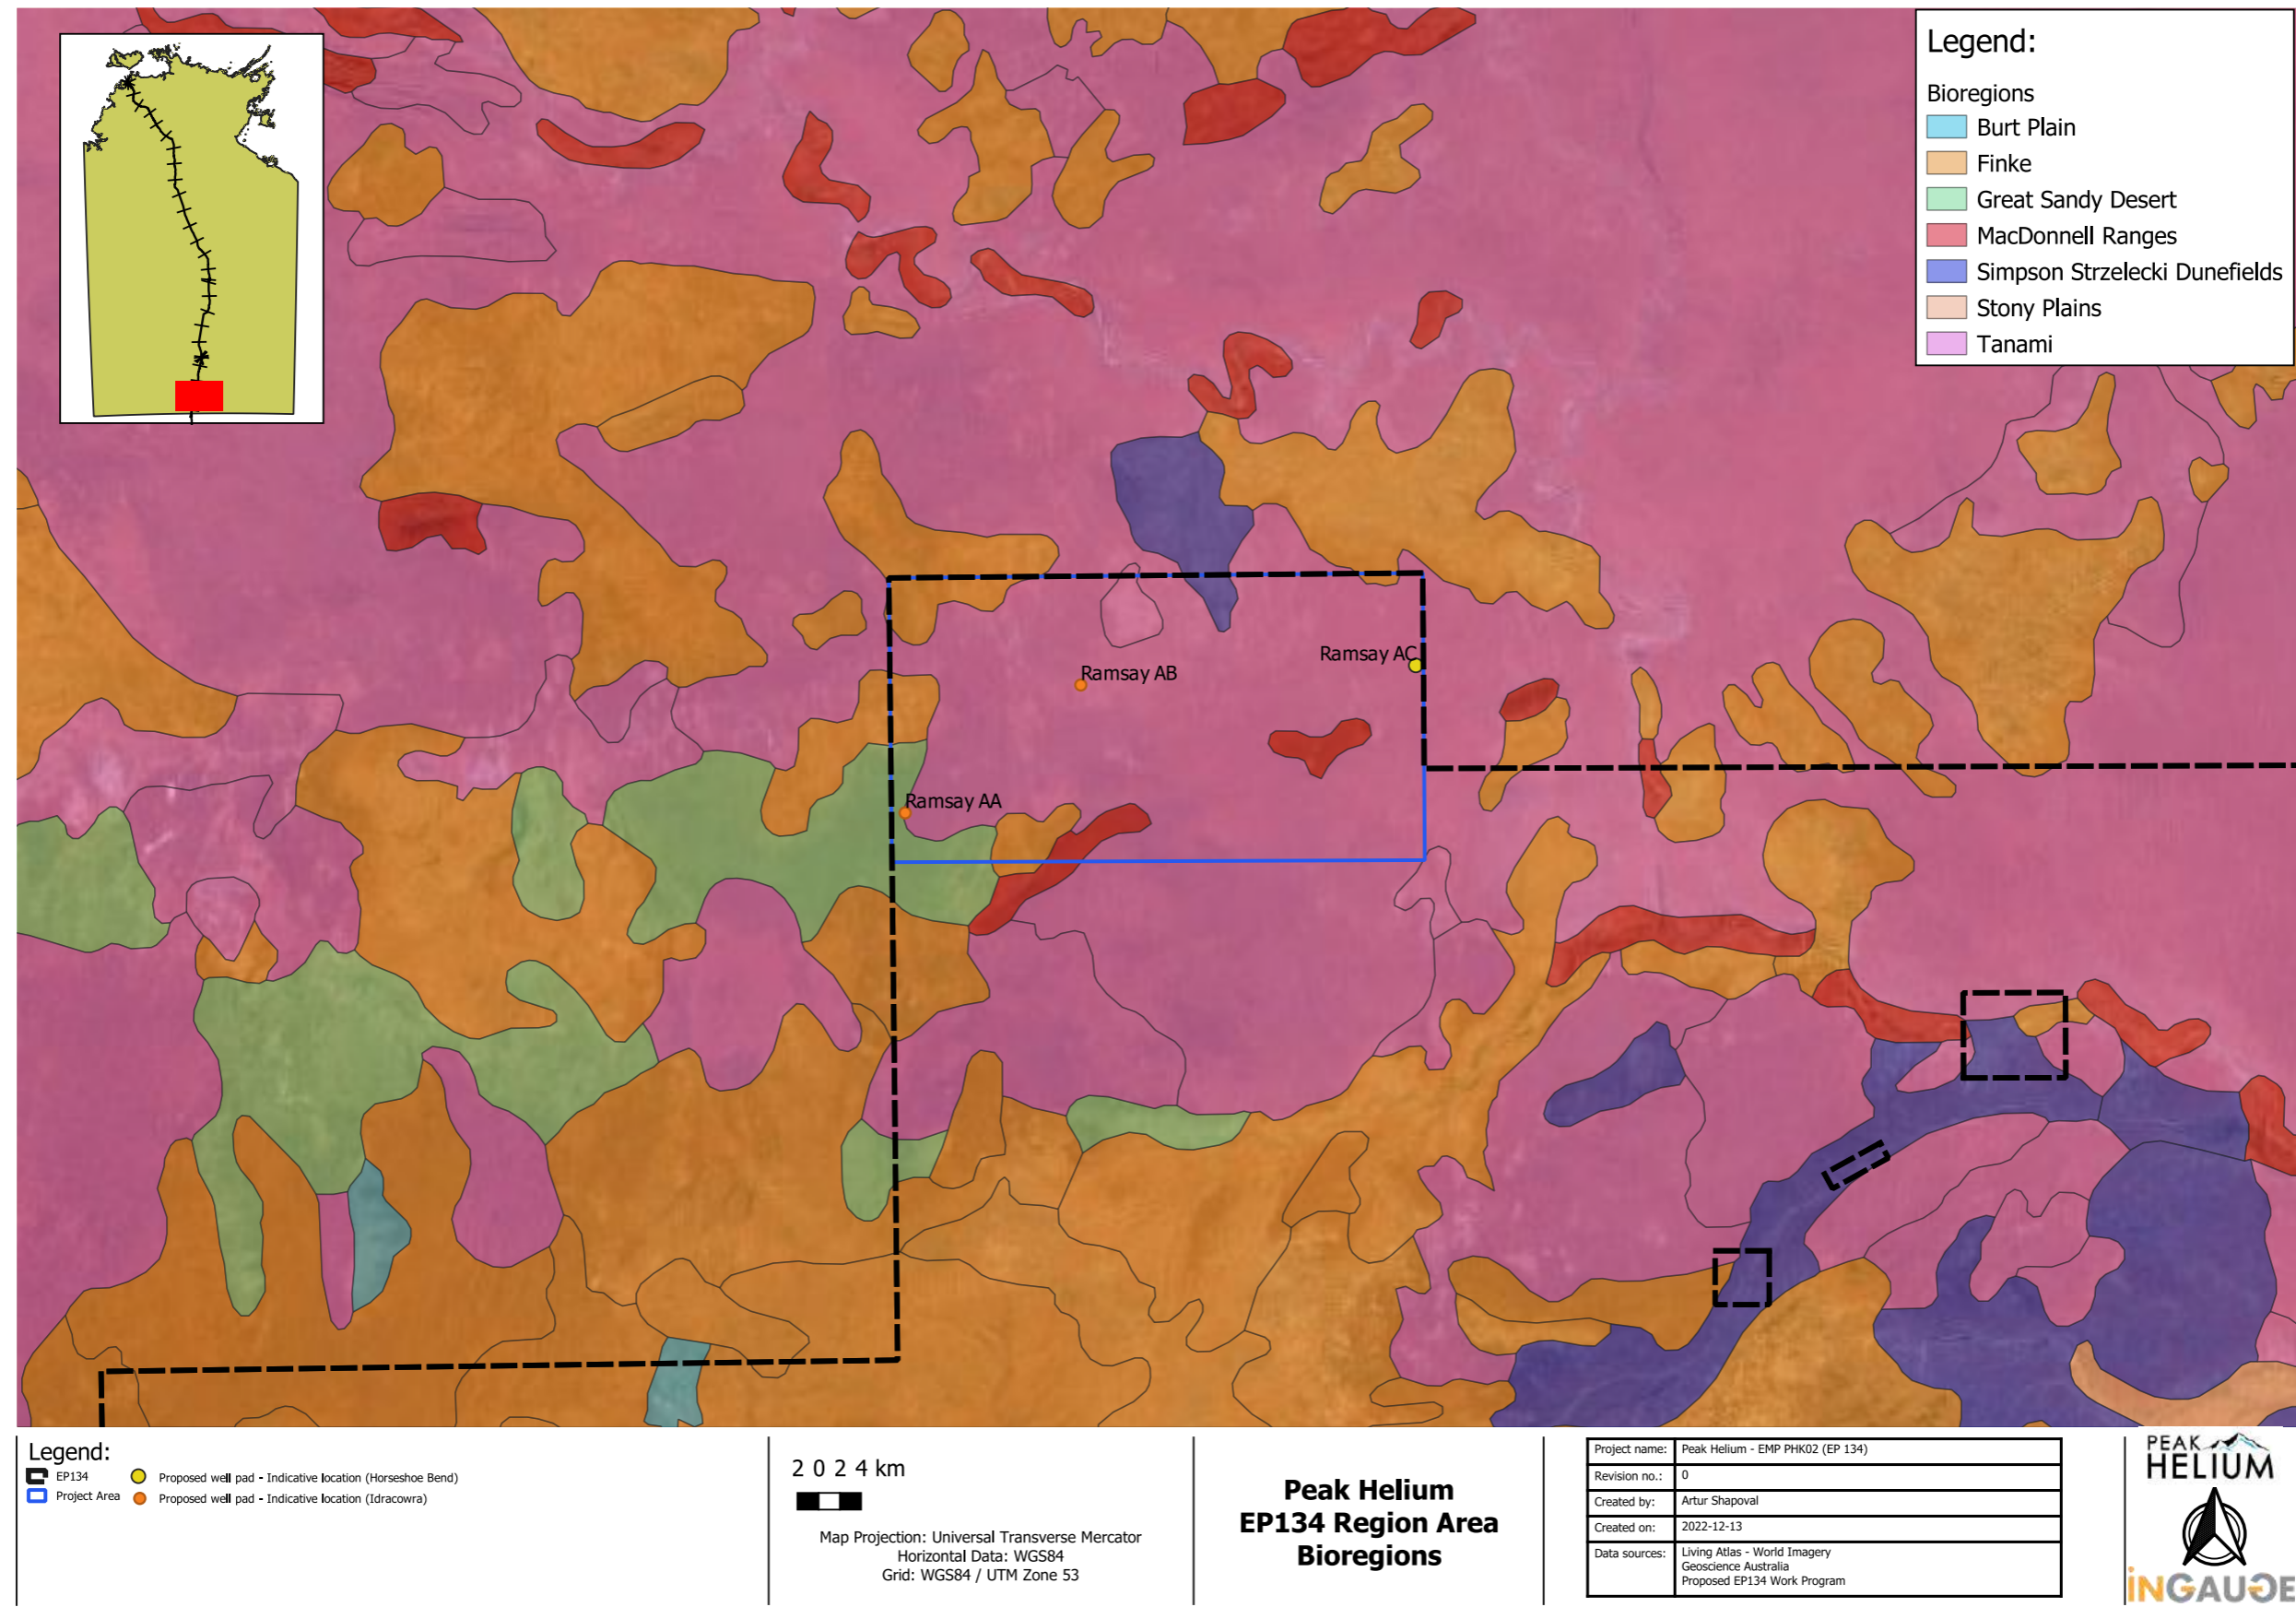 Legend:
Bioregions
Burt Plain
Finke
Great Sandy Desert
MacDonnell Ranges
Simpson Strzelecki Dunefields
Stony Plains
Tanami
Ramsay AC
Ramsay AB
Ramsay AA
Legend:
EP134
Project Area
Proposed well pad - Indicative location (Horseshoe Bend)
Proposed well pad - Indicative location (Idracowra)
2 0 2 4 km
Map Projection: Universal Transverse Mercator
Horizontal Data: WGS84
Grid: WGS84 / UTM Zone 53
Peak Helium
EP134 Region Area
Bioregions
Project name: Peak Helium - EMP PHK02 (EP 134)
Revision no.: 0
Created by: Artur Shapoval
Created on: 2022-12-13
Data sources: Living Atlas - World Imagery
Geoscience Australia
Proposed EP134 Work Program
PEAK
HELIUM
iNGAUGE